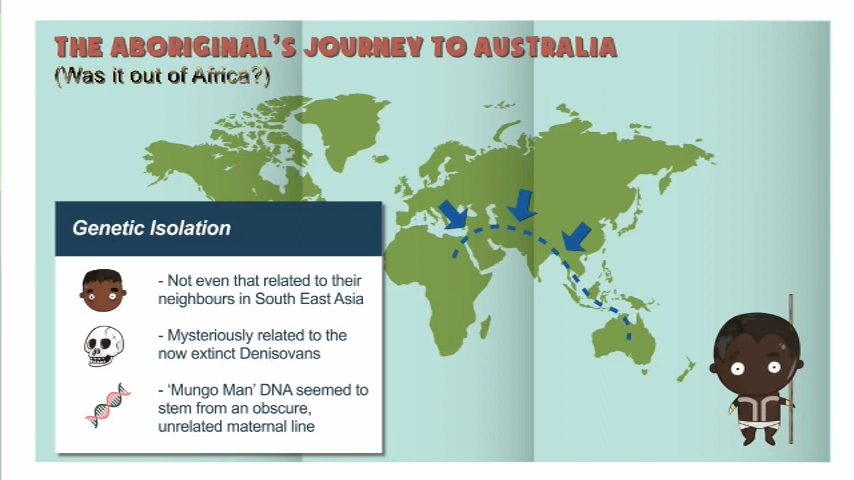 THE ABORIGINAL'S JOURNEY TO AUSTRALIA
(Was it out of Africa?)
Genetic Isolation
- Not even that related to their
neighbours in South East Asia
- Mysteriously related to the
now extinct Denisovans
- 'Mungo Man' DNA seemed to
stem from an obscure,
unrelated maternal line